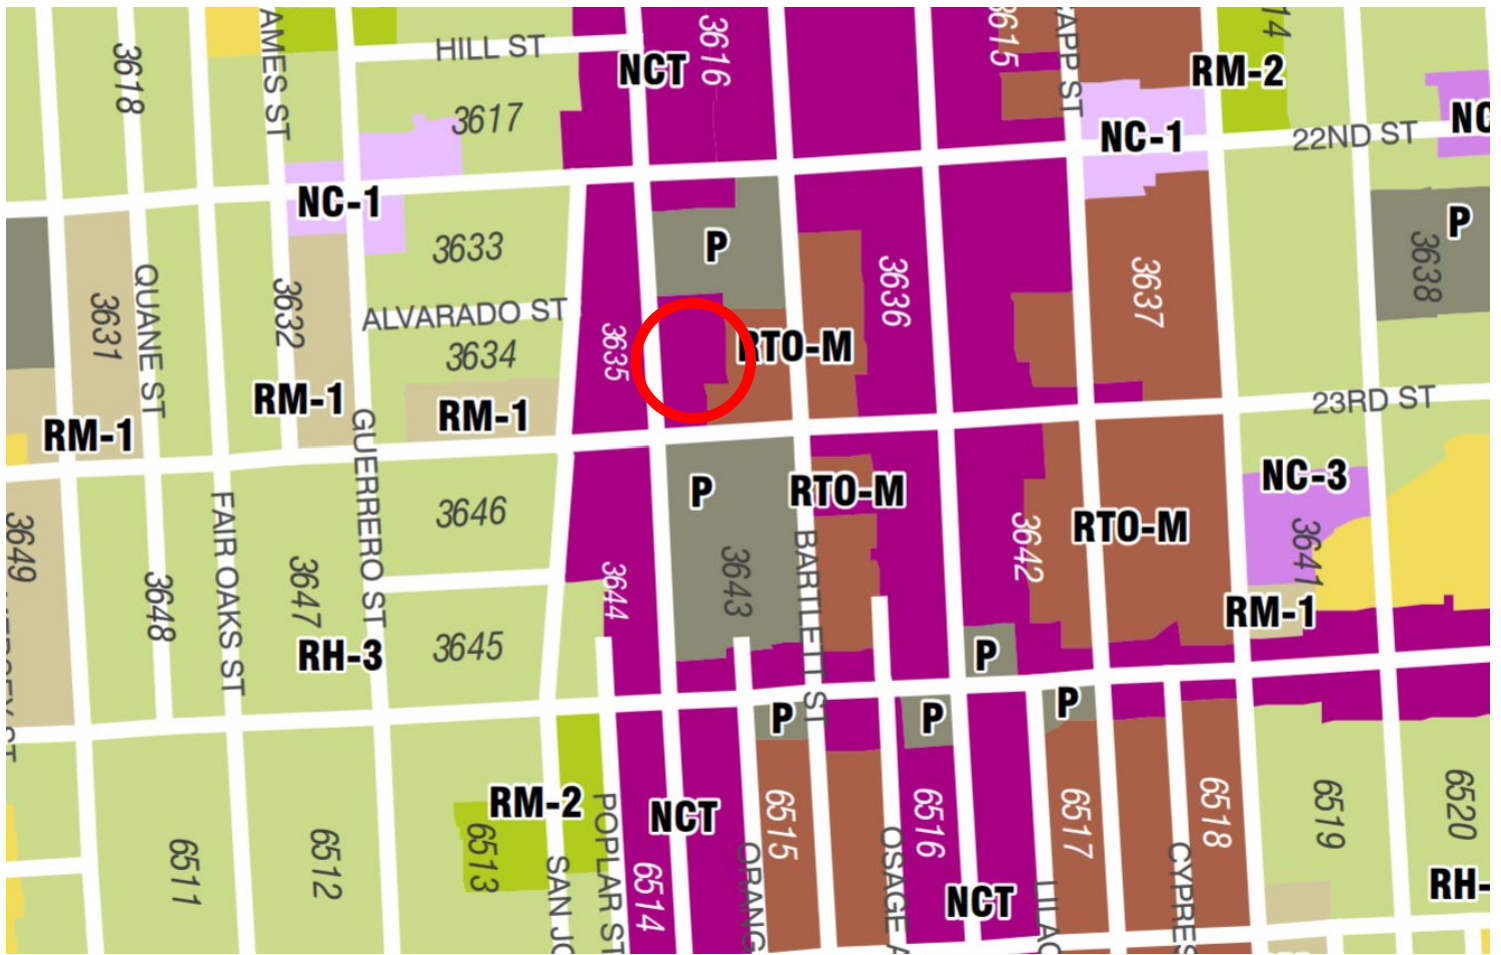 AMES ST
HILL ST
NCT
3616
3615
APP ST
RM-2
14
3618
3617
NC-1
22ND ST
NC
NC-1
3633
P
P
QUANE ST
3631
3632
ALVARADO ST
3634
3635
RTO-M
3636
3637
3638
RM-1
RM-1
RM-1
GUERRERO ST
23RD ST
3649
FAIR OAKS ST
3646
P
RTO-M
RTO-M
NC-3
3648
3647
3644
3643
BARTLETT ST
3642
3641
RM-1
RH-3
3645
P
P
P
P
RM-2
POPLAR ST
NCT
6515
6516
6517
6518
6519
6520
6511
6512
6513
SAN JO
6514
ORANG
OSAGE A
NCT
LILAC
CYPRES
RH-